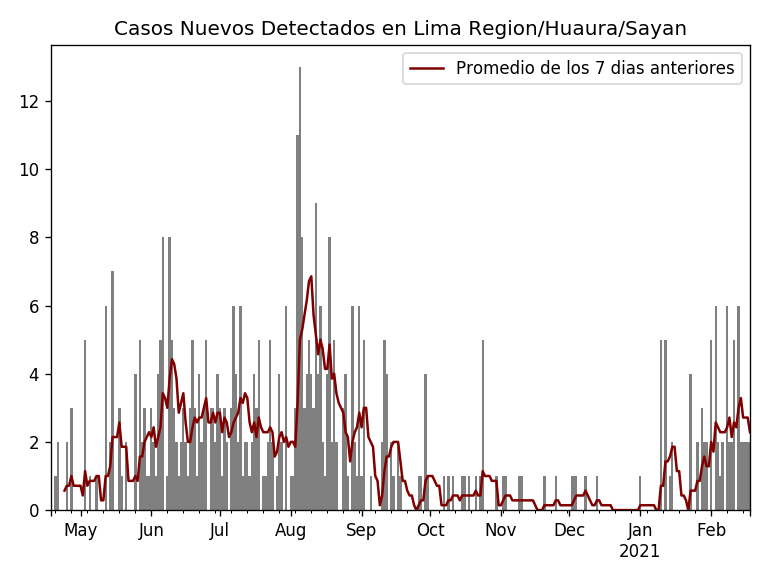 Casos Nuevos Detectados en Lima Region/Huaura/Sayan
Promedio de los 7 dias anteriores
12
10
8
6
4
2
0
May Jun Jul Aug Sep Oct Nov Dec Jan Feb
2021